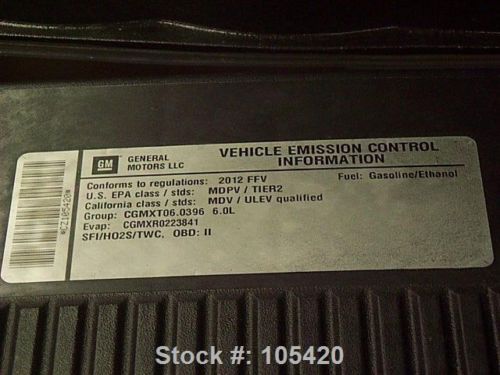 GM
GENERAL
MOTORS LLC
VEHICLE EMISSION CONTROL
INFORMATION
Conforms to regulations: 2012 FFV
Fuel: Gasoline/Ethanol
U.S. EPA class / stds: MDPV / TIER2
California class / stds: MDV / ULEV qualified
Group: CGMXT06.0396 6.0L
Evap: CGMXR0223841
SFI/HO2S/TWC, OBD: II
*CZ105420*
Stock #: 105420